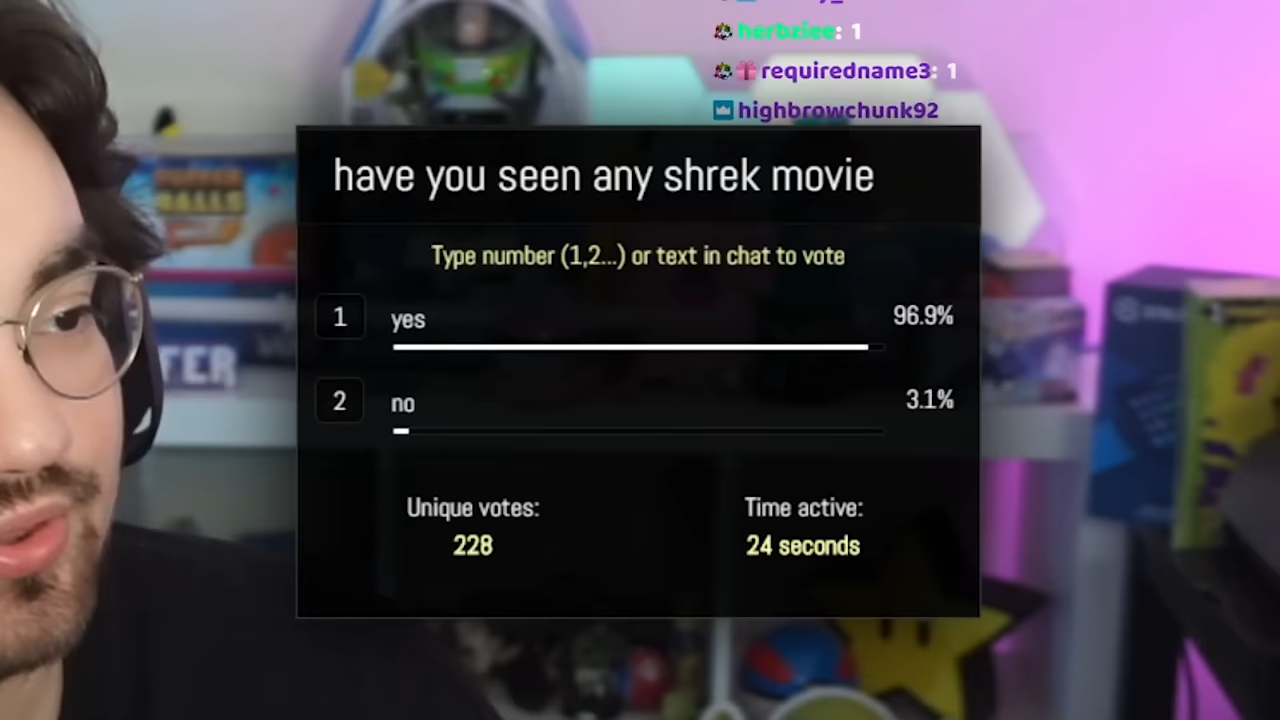 herbziee: 1
requiredname3: 1
highbrowchunk92
have you seen any shrek movie
Type number (1,2...) or text in chat to vote
1 yes 96.9%
2 no 3.1%
Unique votes: Time active:
228 24 seconds